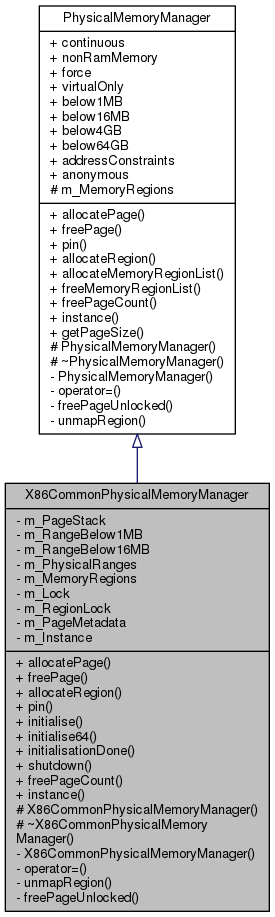 PhysicalMemoryManager
+ continuous
+ nonRamMemory
+ force
+ virtualOnly
+ below1MB
+ below16MB
+ below4GB
+ below64GB
+ addressConstraints
+ anonymous
# m_MemoryRegions
+ allocatePage()
+ freePage()
+ pin()
+ allocateRegion()
+ allocateMemoryRegionList()
+ freeMemoryRegionList()
+ freePageCount()
+ instance()
+ getPageSize()
# PhysicalMemoryManager()
# ~PhysicalMemoryManager()
- PhysicalMemoryManager()
- operator=()
- freePageUnlocked()
- unmapRegion()
X86CommonPhysicalMemoryManager
- m_PageStack
- m_RangeBelow1MB
- m_RangeBelow16MB
- m_PhysicalRanges
- m_MemoryRegions
- m_Lock
- m_RegionLock
- m_PageMetadata
- m_Instance
+ allocatePage()
+ freePage()
+ allocateRegion()
+ pin()
+ initialise()
+ initialise64()
+ initialisationDone()
+ shutdown()
+ freePageCount()
+ instance()
# X86CommonPhysicalMemoryManager()
# ~X86CommonPhysicalMemory
Manager()
- X86CommonPhysicalMemoryManager()
- operator=()
- unmapRegion()
- freePageUnlocked()